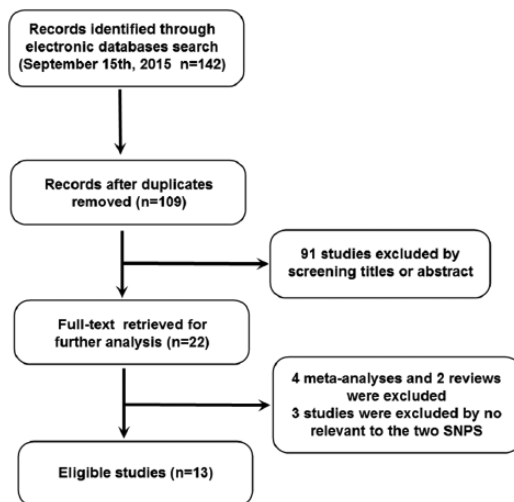 Records identified through
electronic databases search
(September 15th, 2015 n=142)
Records after duplicates
removed (n=109)
91 studies excluded by
screening titles or abstract
Full-text retrieved for
further analysis (n=22)
4 meta-analyses and 2 reviews
were excluded
3 studies were excluded by no
relevant to the two SNPS
Eligible studies (n=13)